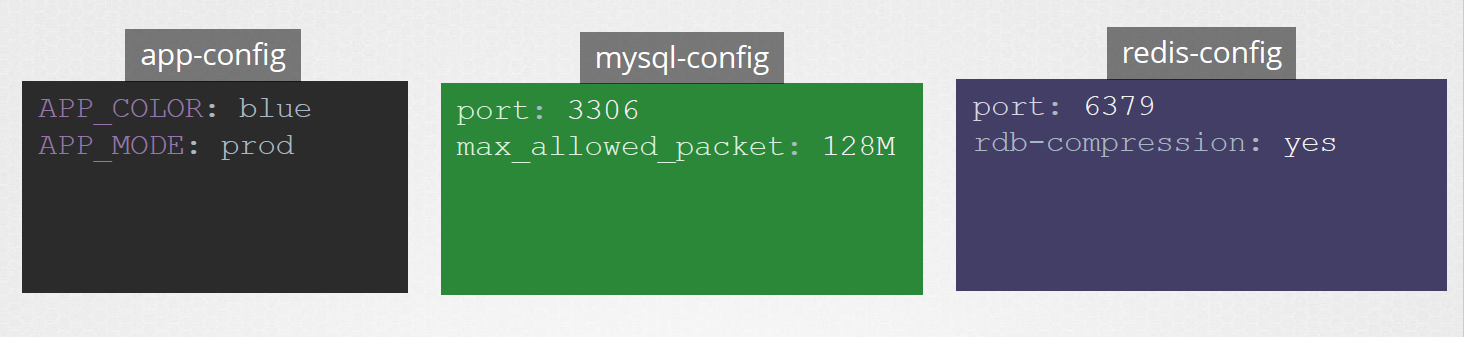 app-config
APP_COLOR: blue
APP_MODE: prod
mysql-config
port: 3306
max_allowed_packet: 128M
redis-config
port: 6379
rdb-compression: yes